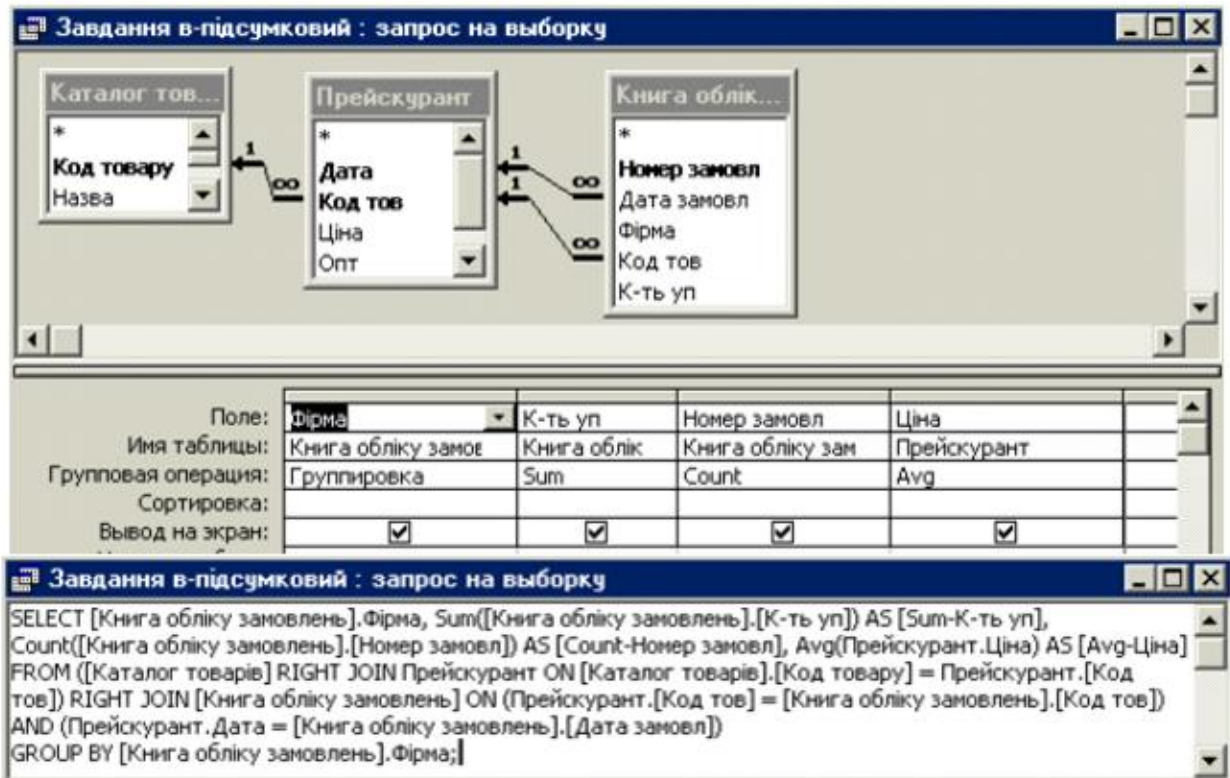 Завдання в-підсумковий : запрос на выборку
Каталог тов...
*
Код товару
Назва
1
∞
Прейскурант
*
Дата
Код тов
Ціна
Опт
1
1
∞
∞
Книга облік...
*
Номер замовл
Дата замовл
Фірма
Код тов
К-ть уп
Поле: Фірма К-ть уп Номер замовл Ціна
Имя таблицы: Книга обліку замов Книга облік Книга обліку зам Прейскурант
Групповая операция: Группировка Sum Count Avg
Сортировка:
Вывод на экран:
Завдання в-підсумковий : запрос на выборку
SELECT [Книга обліку замовлень].Фірма, Sum([Книга обліку замовлень].[К-ть уп]) AS [Sum-К-ть уп],
Count([Книга обліку замовлень].[Номер замовл]) AS [Count-Номер замовл], Avg(Прейскурант.Ціна) AS [Avg-Ціна]
FROM ([Каталог товарів] RIGHT JOIN Прейскурант ON [Каталог товарів].[Код товару] = Прейскурант.[Код
тов]) RIGHT JOIN [Книга обліку замовлень] ON (Прейскурант.[Код тов] = [Книга обліку замовлень].[Код тов])
AND (Прейскурант.Дата = [Книга обліку замовлень].[Дата замовл])
GROUP BY [Книга обліку замовлень].Фірма;